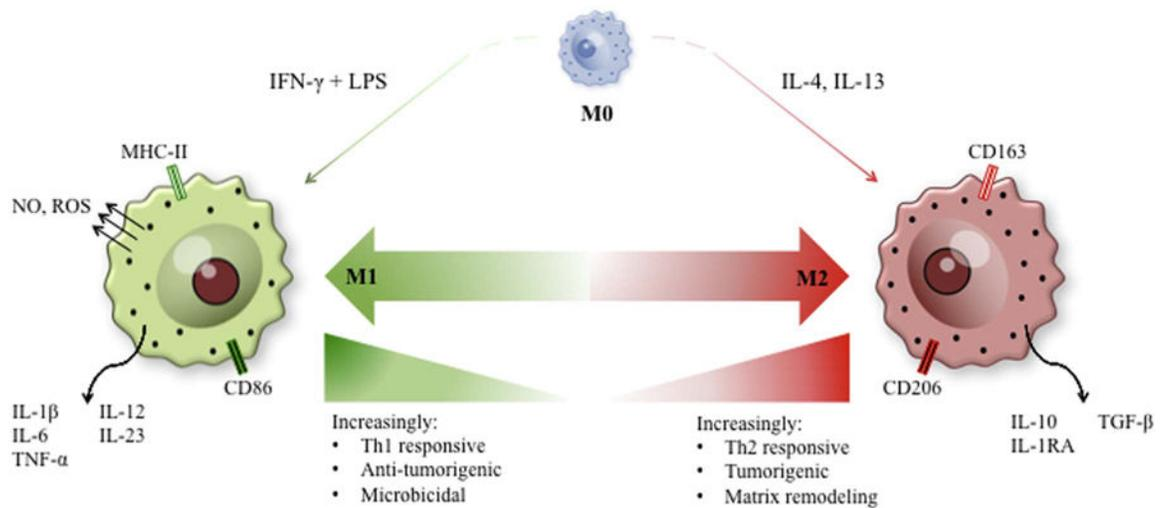 IFN-γ + LPS
IL-4, IL-13
M0
MHC-II
CD163
NO, ROS
M1
M2
CD86
CD206
IL-1β
IL-12
IL-6
IL-23
TNF-α
Increasingly:
• Th1 responsive
• Anti-tumorigenic
• Microbicidal
Increasingly:
• Th2 responsive
• Tumorigenic
• Matrix remodeling
IL-10
TGF-β
IL-1RA